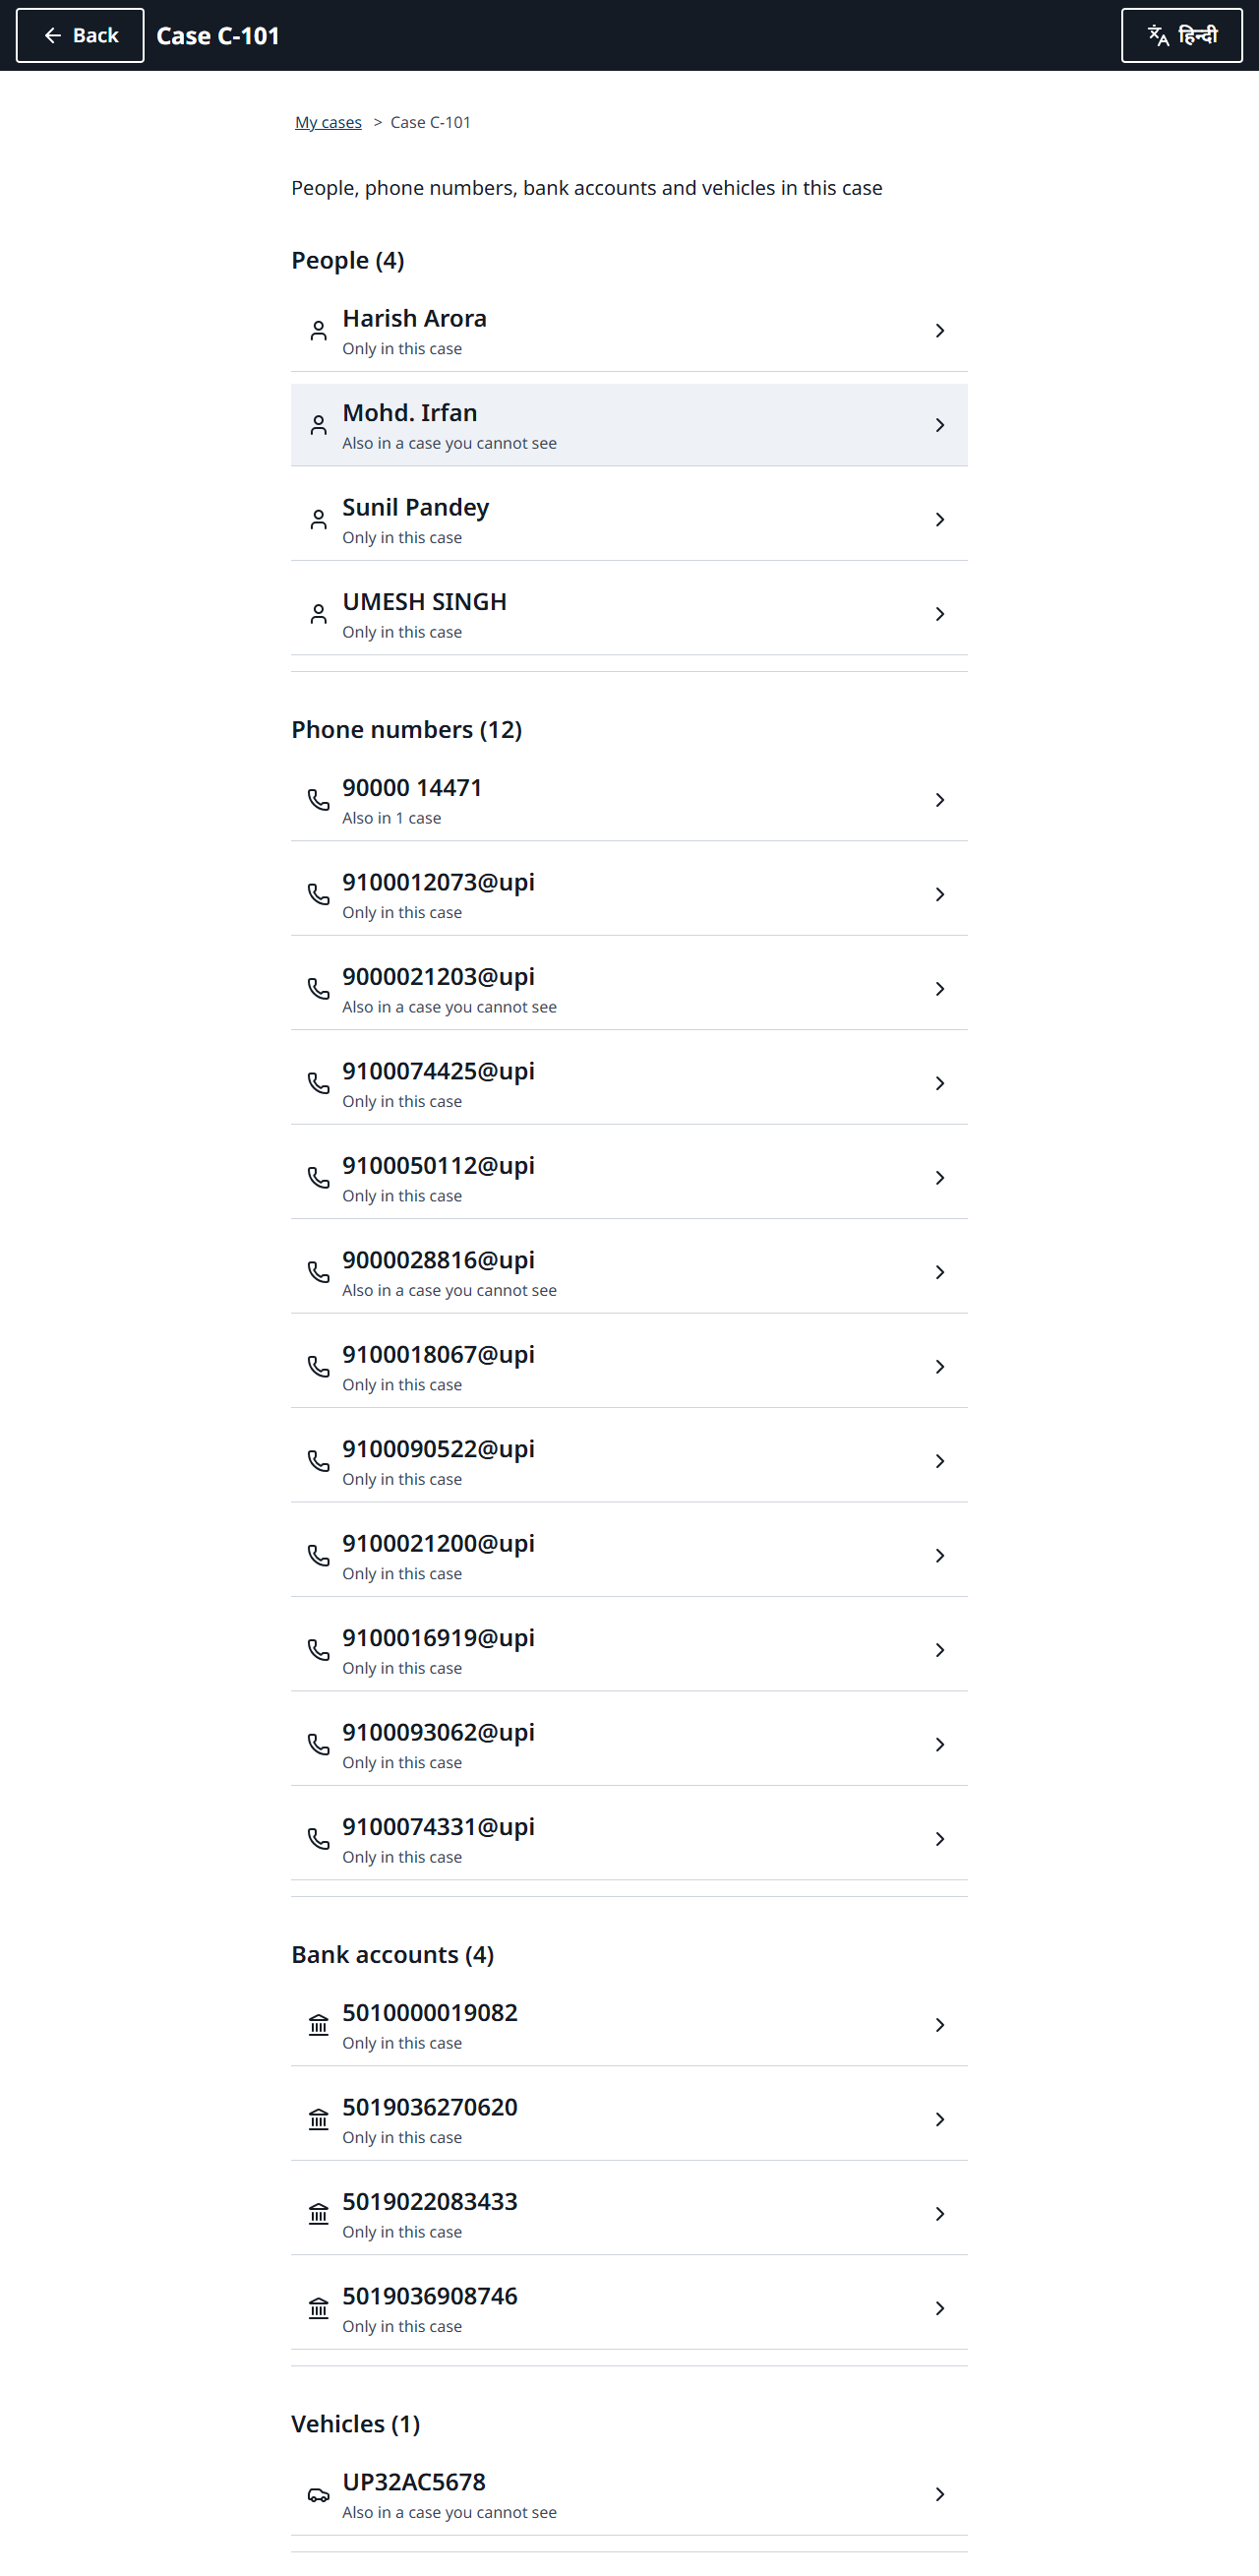 Back
Case C-101
हिन्दी
My cases > Case C-101
People, phone numbers, bank accounts and vehicles in this case
People (4)
Harish Arora
Only in this case
Mohd. Irfan
Also in a case you cannot see
Sunil Pandey
Only in this case
UMESH SINGH
Only in this case
Phone numbers (12)
90000 14471
Also in 1 case
9100012073@upi
Only in this case
9000021203@upi
Also in a case you cannot see
9100074425@upi
Only in this case
9100050112@upi
Only in this case
9000028816@upi
Also in a case you cannot see
9100018067@upi
Only in this case
9100090522@upi
Only in this case
9100021200@upi
Only in this case
9100016919@upi
Only in this case
9100093062@upi
Only in this case
9100074331@upi
Only in this case
Bank accounts (4)
5010000019082
Only in this case
5019036270620
Only in this case
5019022083433
Only in this case
5019036908746
Only in this case
Vehicles (1)
UP32AC5678
Also in a case you cannot see